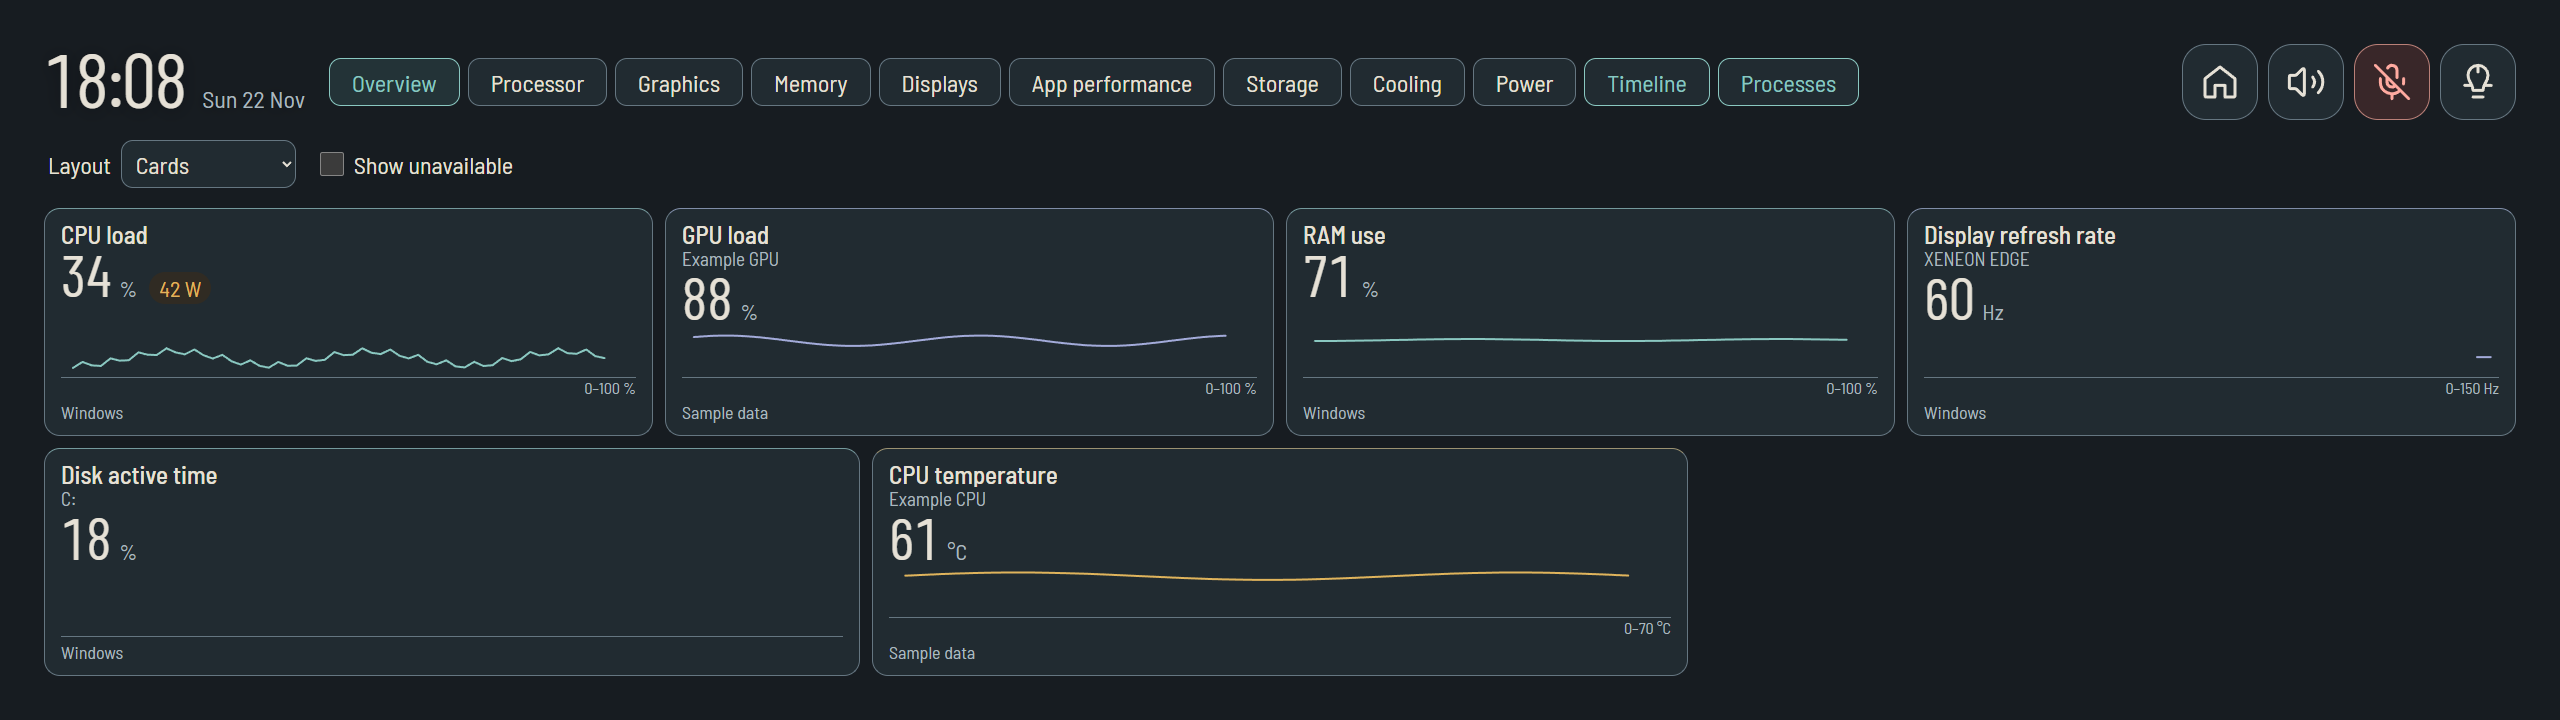 18:08 Sun 22 Nov Overview Processor Graphics Memory Displays App performance Storage Cooling Power Timeline Processes
Layout Cards Show unavailable
CPU load
34 % 42 W
0–100 %
Windows
GPU load
Example GPU
88 %
0–100 %
Sample data
RAM use
71 %
0–100 %
Windows
Display refresh rate
XENEON EDGE
60 Hz
0–150 Hz
Windows
Disk active time
C:
18 %
Windows
CPU temperature
Example CPU
61 °C
0–70 °C
Sample data